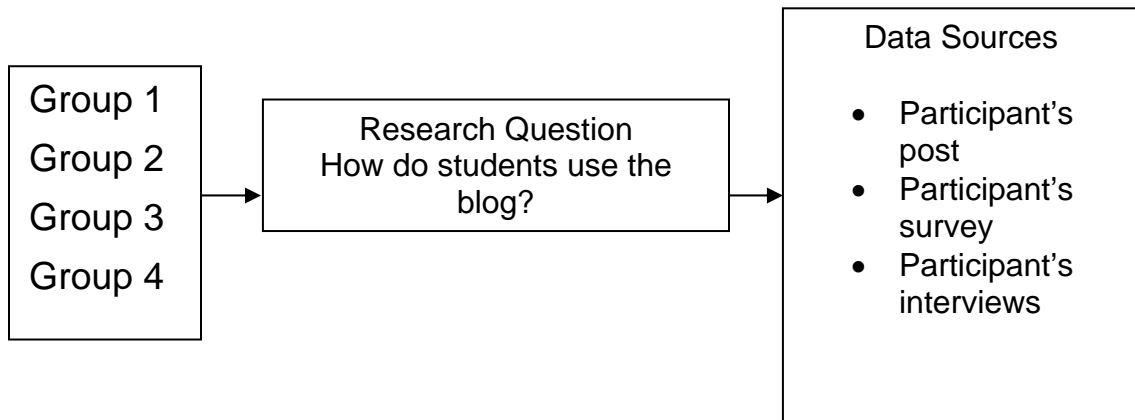 Group 1
Group 2
Group 3
Group 4
Research Question
How do students use the
blog?
Data Sources
• Participant’s
post
• Participant’s
survey
• Participant’s
interviews